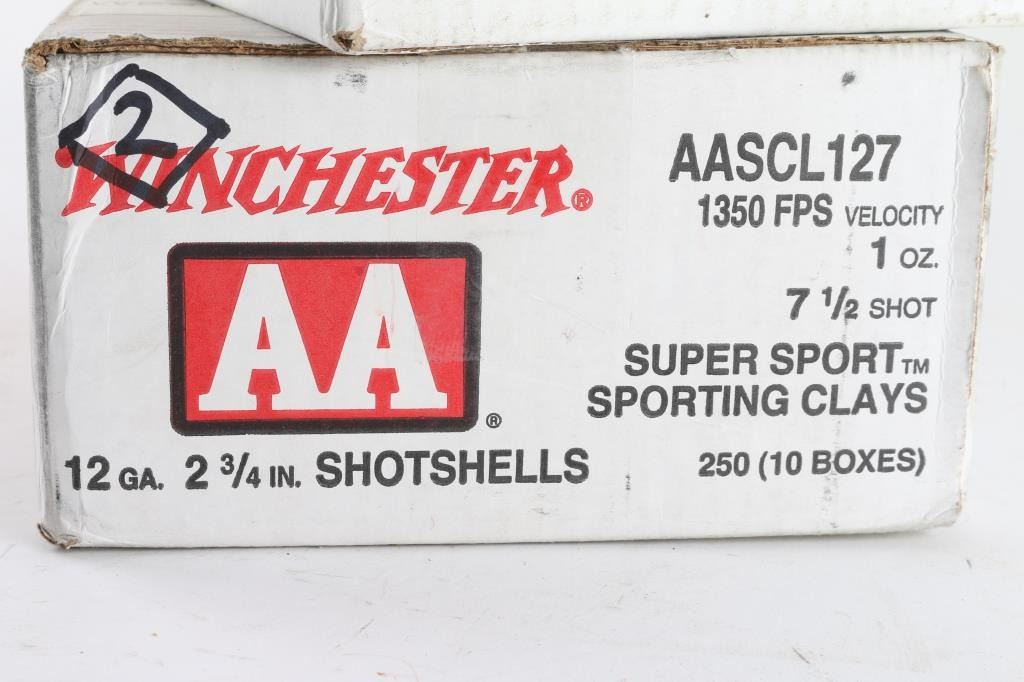 2
WINCHESTER®
AA®
12 GA. 2 3/4 IN. SHOTSHELLS
AASCL127
1350 FPS VELOCITY
1 OZ.
7 1/2 SHOT
SUPER SPORT™
SPORTING CLAYS
250 (10 BOXES)